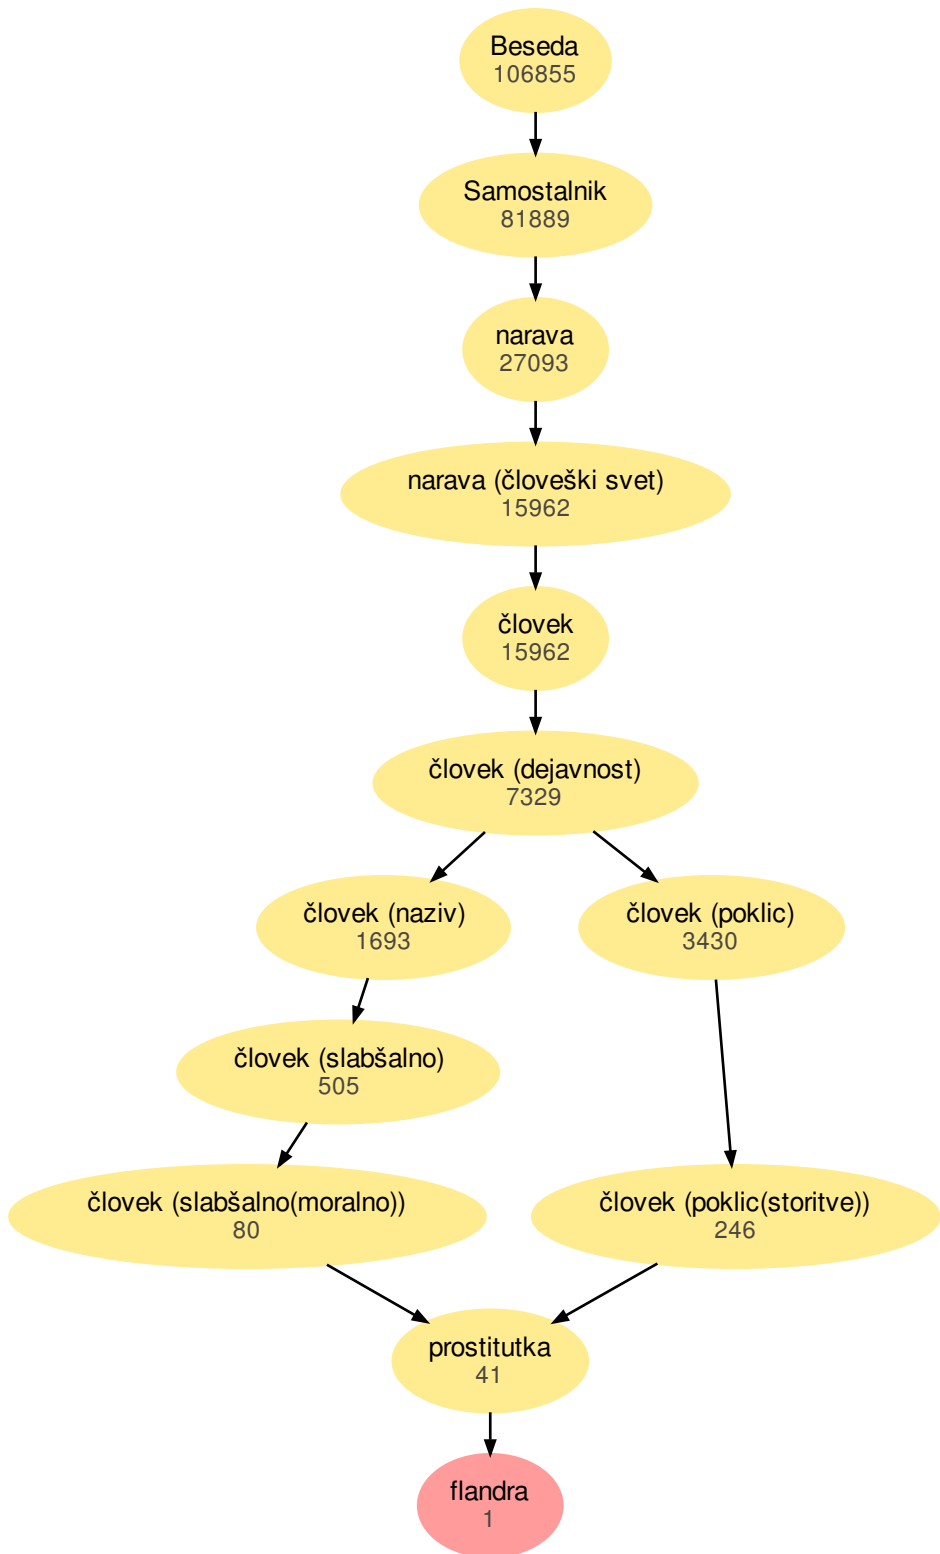 Beseda
106855
Samostalnik
81889
narava
27093
narava (človeški svet)
15962
človek
15962
človek (dejavnost)
7329
človek (naziv)
1693
človek (poklic)
3430
človek (slabšalno)
505
človek (slabšalno(moralno))
80
človek (poklic(storitve))
246
prostitutka
41
flandra
1